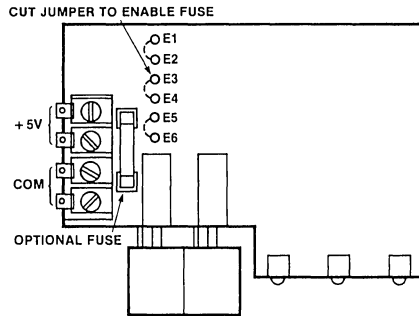 CUT JUMPER TO ENABLE FUSE
E1
E2
E3
E4
E5
E6
+5V
COM
OPTIONAL FUSE